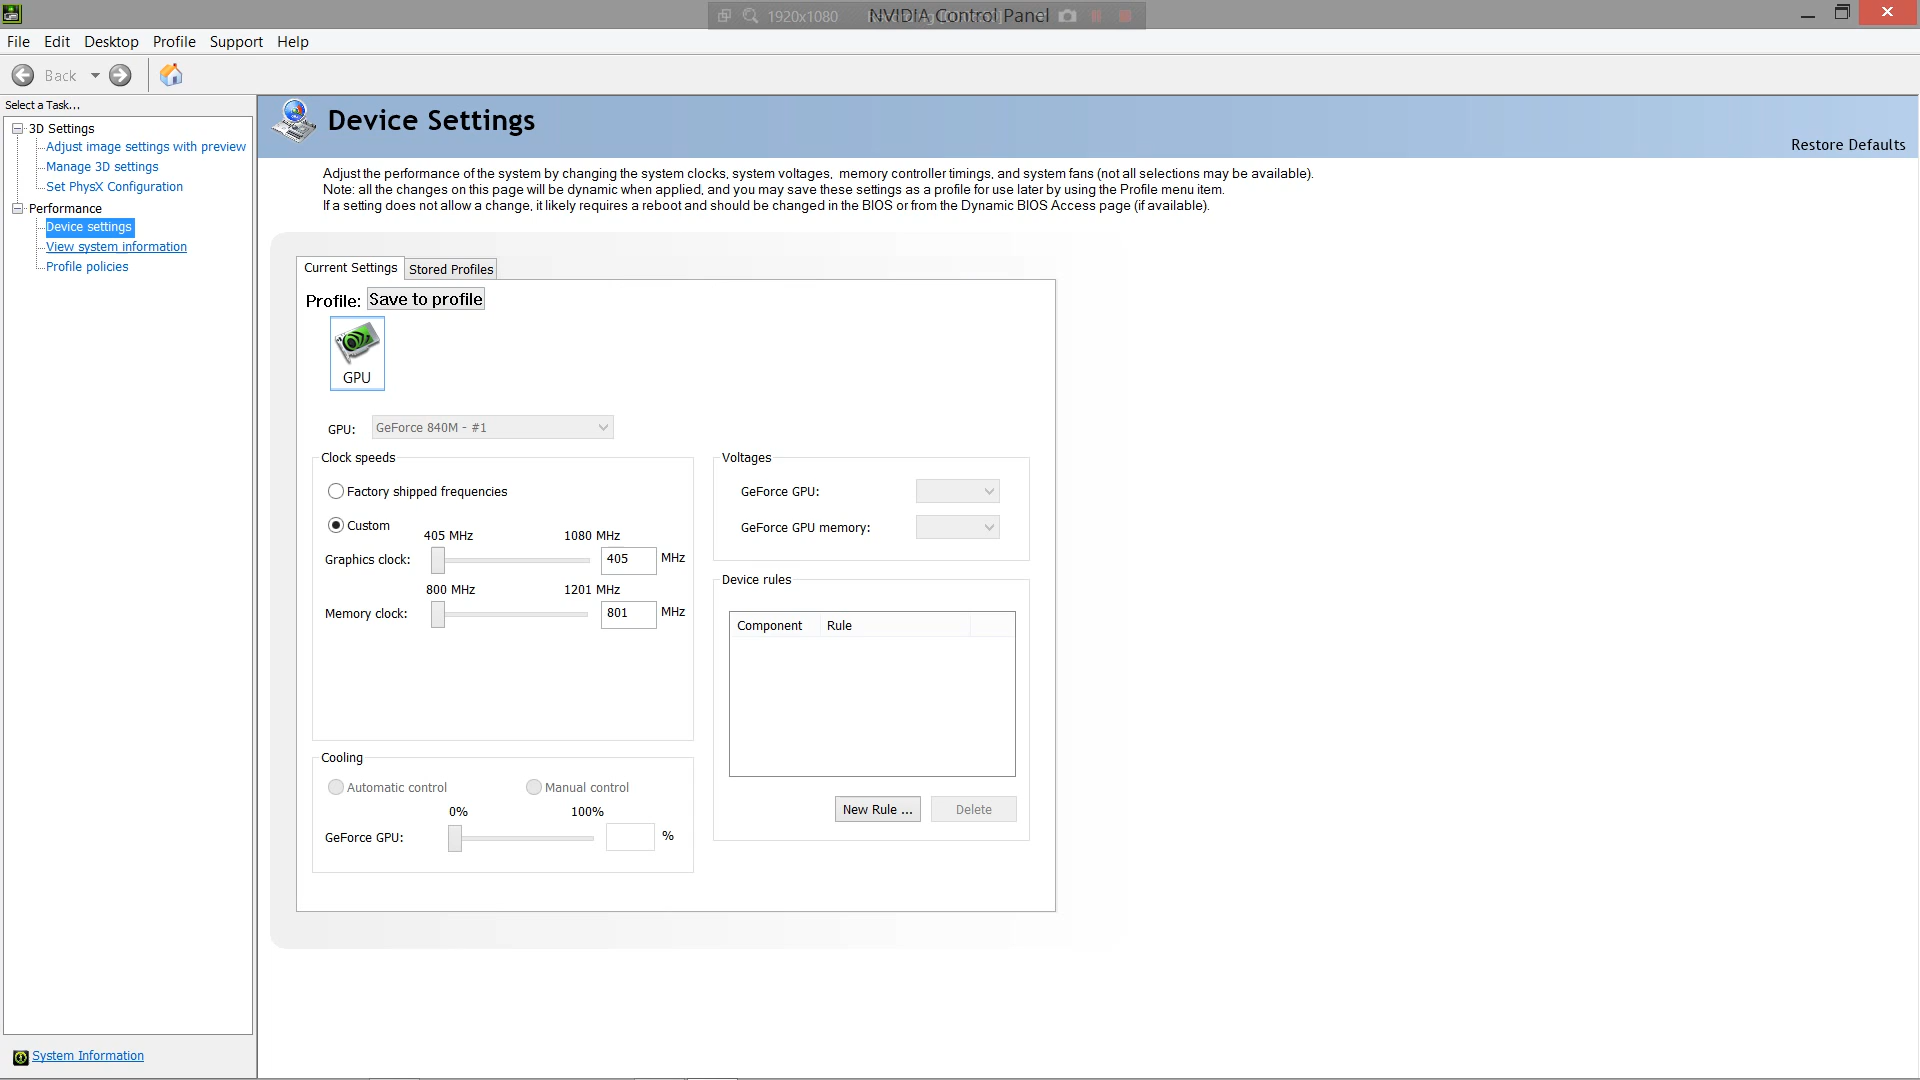 1920x1080
NVIDIA Control Panel
File Edit Desktop Profile Support Help
Back
Select a Task...
3D Settings
Adjust image settings with preview
Manage 3D settings
Set PhysX Configuration
Performance
Device settings
View system information
Profile policies
System Information
Device Settings
Restore Defaults
Adjust the performance of the system by changing the system clocks, system voltages, memory controller timings, and system fans (not all selections may be available).
Note: all the changes on this page will be dynamic when applied, and you may save these settings as a profile for use later by using the Profile menu item.
If a setting does not allow a change, it likely requires a reboot and should be changed in the BIOS or from the Dynamic BIOS Access page (if available).
Current Settings Stored Profiles
Profile: Save to profile
GPU
GPU: GeForce 840M - #1
Clock speeds
Factory shipped frequencies
Custom
405 MHz 1080 MHz
Graphics clock: 405 MHz
800 MHz 1201 MHz
Memory clock: 801 MHz
Cooling
Automatic control Manual control
0% 100%
GeForce GPU: %
Voltages
GeForce GPU:
GeForce GPU memory:
Device rules
Component Rule
New Rule ... Delete